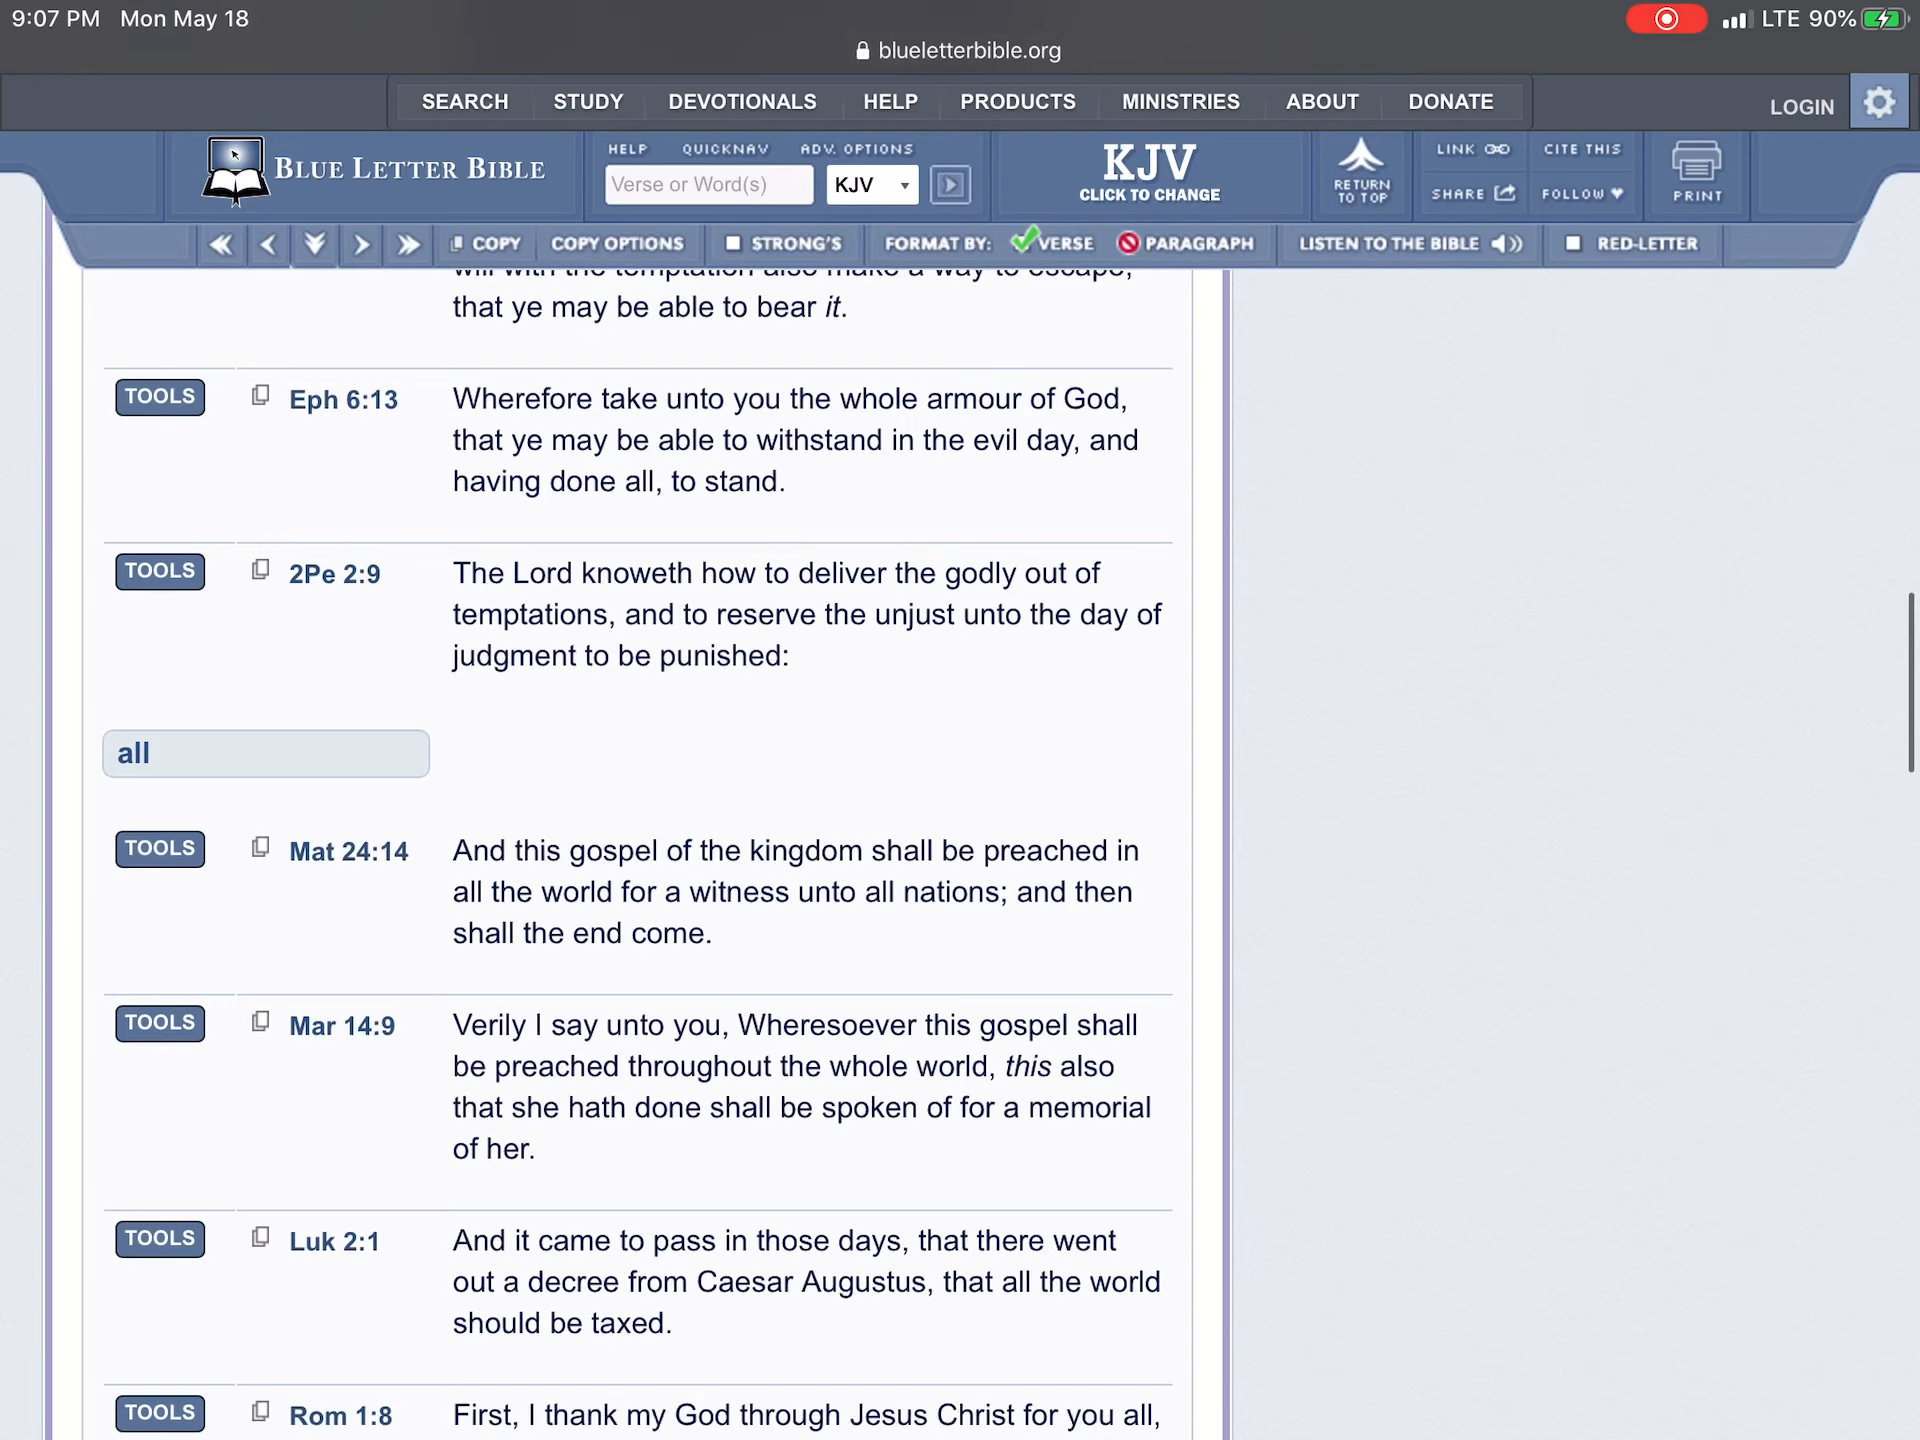 9:07 PM Mon May 18
LTE 90%
blueletterbible.org
SEARCH STUDY DEVOTIONALS HELP PRODUCTS MINISTRIES ABOUT DONATE
LOGIN
BLUE LETTER BIBLE
HELP QUICKNAV ADV. OPTIONS
Verse or Word(s) KJV
KJV
CLICK TO CHANGE
RETURN
TO TOP
LINK CITE THIS
SHARE FOLLOW
PRINT
COPY COPY OPTIONS STRONG'S FORMAT BY: VERSE PARAGRAPH LISTEN TO THE BIBLE RED-LETTER
will with the temptation also make a way to escape,
that ye may be able to bear it.
TOOLS Eph 6:13 Wherefore take unto you the whole armour of God,
that ye may be able to withstand in the evil day, and
having done all, to stand.
TOOLS 2Pe 2:9 The Lord knoweth how to deliver the godly out of
temptations, and to reserve the unjust unto the day of
judgment to be punished:
all
TOOLS Mat 24:14 And this gospel of the kingdom shall be preached in
all the world for a witness unto all nations; and then
shall the end come.
TOOLS Mar 14:9 Verily I say unto you, Wheresoever this gospel shall
be preached throughout the whole world, this also
that she hath done shall be spoken of for a memorial
of her.
TOOLS Luk 2:1 And it came to pass in those days, that there went
out a decree from Caesar Augustus, that all the world
should be taxed.
TOOLS Rom 1:8 First, I thank my God through Jesus Christ for you all,